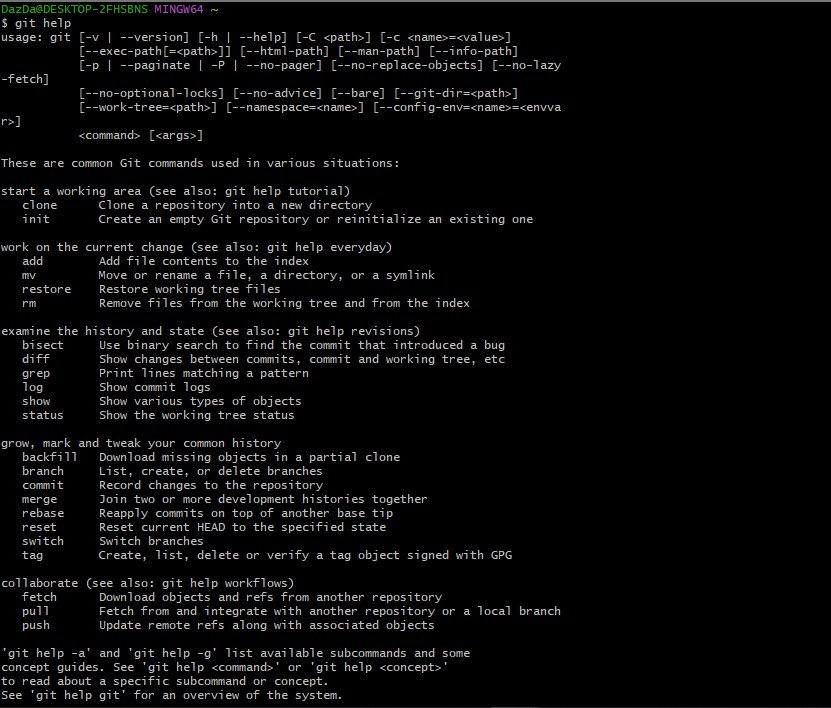 DazDa@DESKTOP-2FHSBNS MINGW64 ~
$ git help
usage: git [-v | --version] [-h | --help] [-C <path>] [-c <name>=<value>]
           [--exec-path[=<path>]] [--html-path] [--man-path] [--info-path]
           [-p | --paginate | -P | --no-pager] [--no-replace-objects] [--no-lazy
-fetch]
           [--no-optional-locks] [--no-advice] [--bare] [--git-dir=<path>]
           [--work-tree=<path>] [--namespace=<name>] [--config-env=<name>=<envva
r>]
           <command> [<args>]

These are common Git commands used in various situations:

start a working area (see also: git help tutorial)
   clone      Clone a repository into a new directory
   init       Create an empty Git repository or reinitialize an existing one

work on the current change (see also: git help everyday)
   add        Add file contents to the index
   mv         Move or rename a file, a directory, or a symlink
   restore    Restore working tree files
   rm         Remove files from the working tree and from the index

examine the history and state (see also: git help revisions)
   bisect     Use binary search to find the commit that introduced a bug
   diff       Show changes between commits, commit and working tree, etc
   grep       Print lines matching a pattern
   log        Show commit logs
   show       Show various types of objects
   status     Show the working tree status

grow, mark and tweak your common history
   backfill   Download missing objects in a partial clone
   branch     List, create, or delete branches
   commit     Record changes to the repository
   merge      Join two or more development histories together
   rebase     Reapply commits on top of another base tip
   reset      Reset current HEAD to the specified state
   switch     Switch branches
   tag        Create, list, delete or verify a tag object signed with GPG

collaborate (see also: git help workflows)
   fetch      Download objects and refs from another repository
   pull       Fetch from and integrate with another repository or a local branch
   push       Update remote refs along with associated objects

'git help -a' and 'git help -g' list available subcommands and some
concept guides. See 'git help <command>' or 'git help <concept>'
to read about a specific subcommand or concept.
See 'git help git' for an overview of the system.